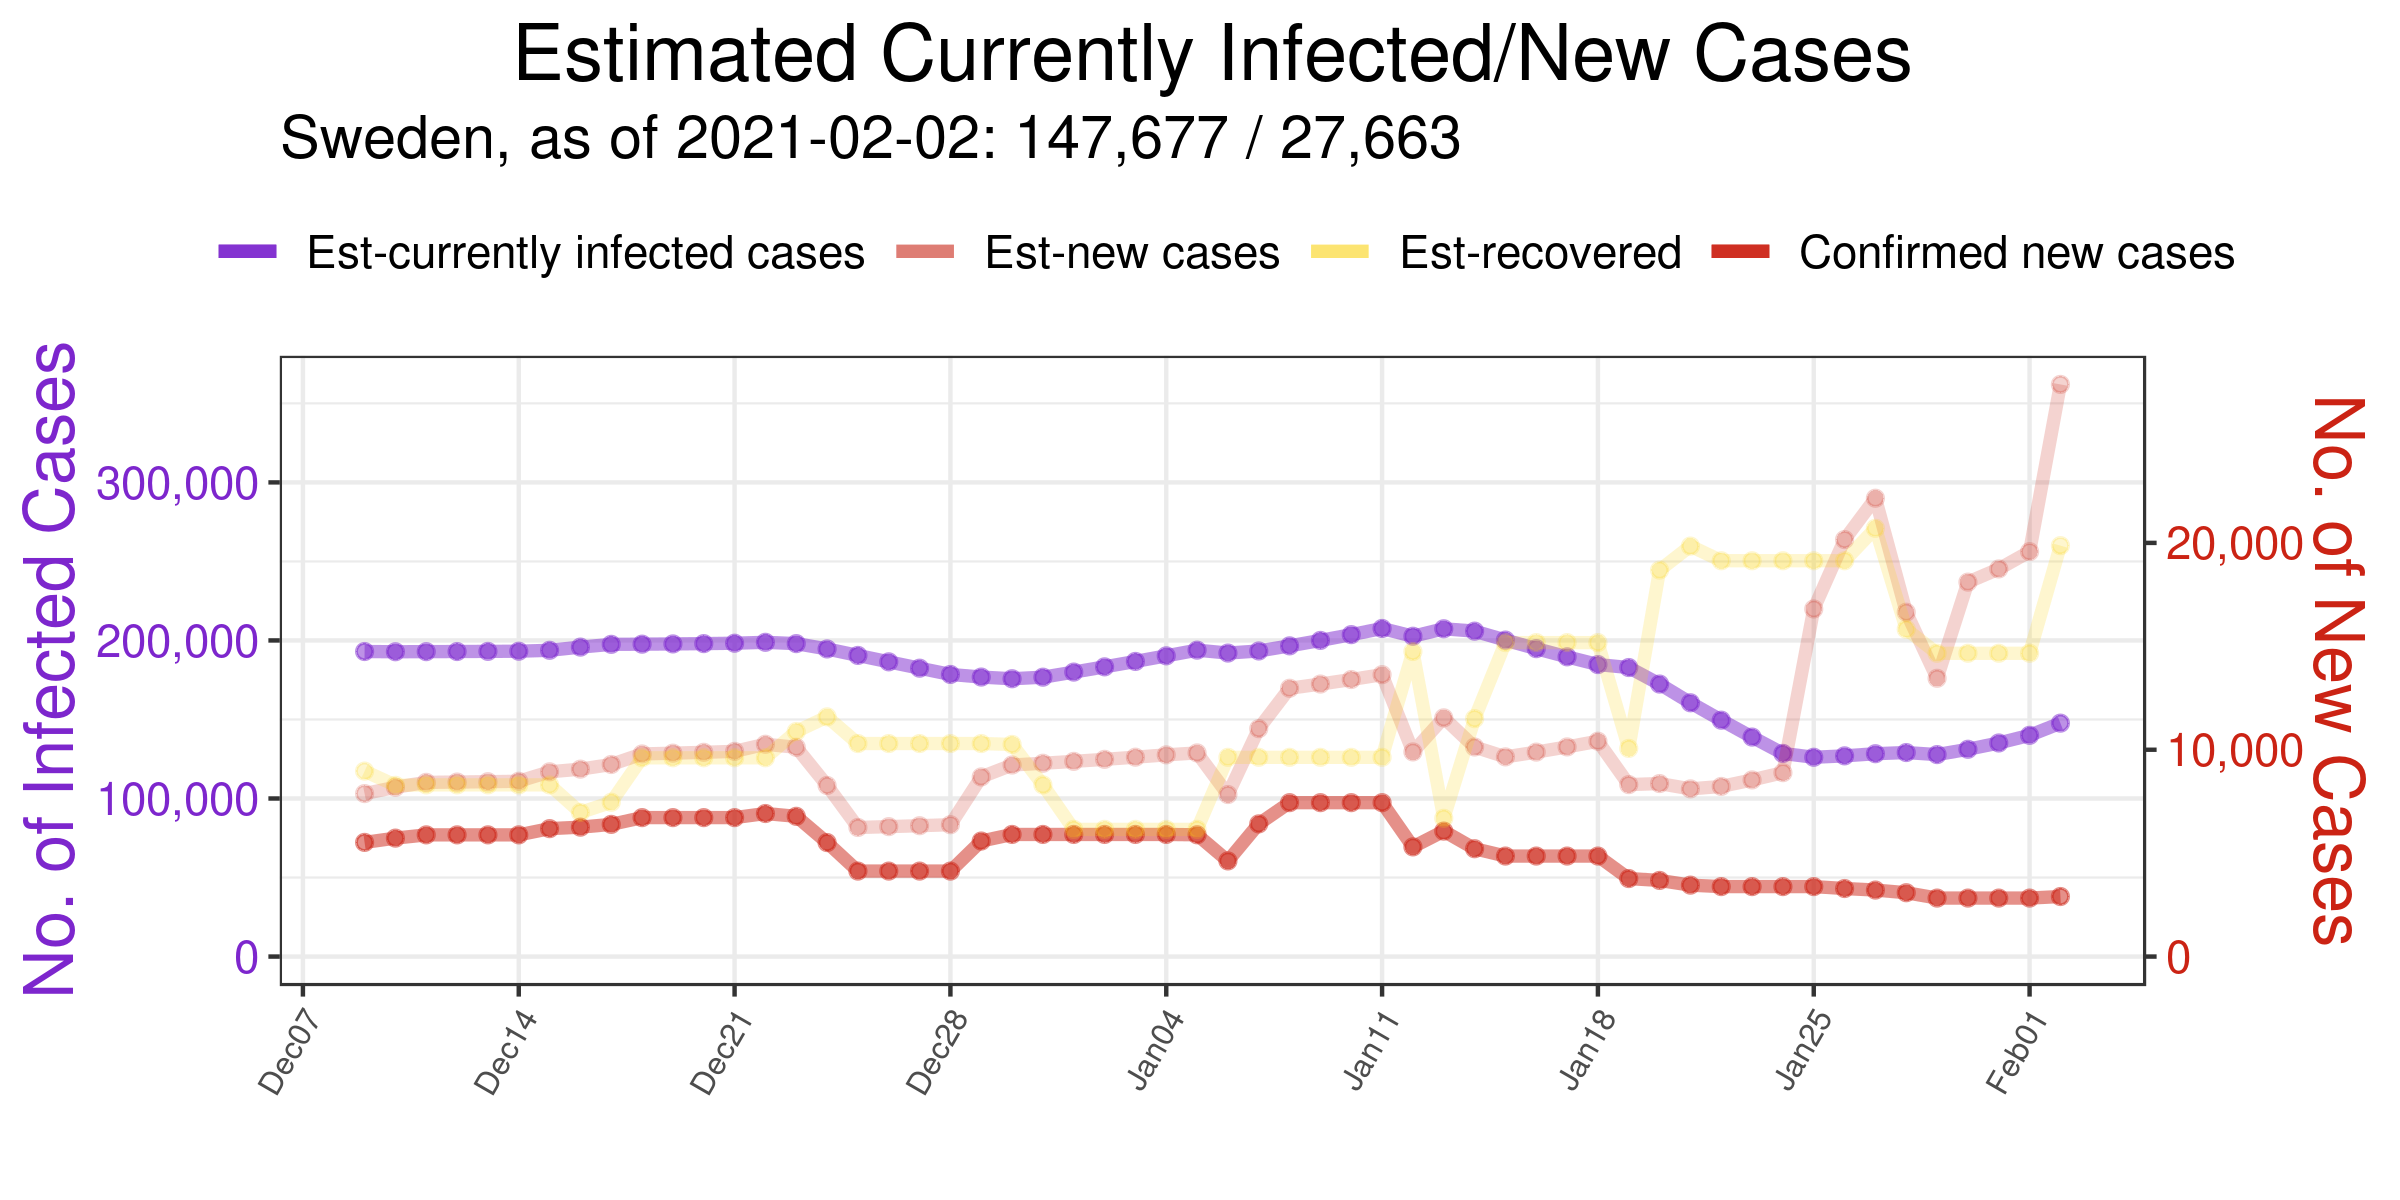 Estimated Currently Infected/New Cases
Sweden, as of 2021-02-02: 147,677 / 27,663
Est-currently infected cases Est-new cases Est-recovered Confirmed new cases
No. of Infected Cases
300,000
200,000
100,000
0
20,000
10,000
0
No. of New Cases
Dec07 Dec14 Dec21 Dec28 Jan04 Jan11 Jan18 Jan25 Feb01